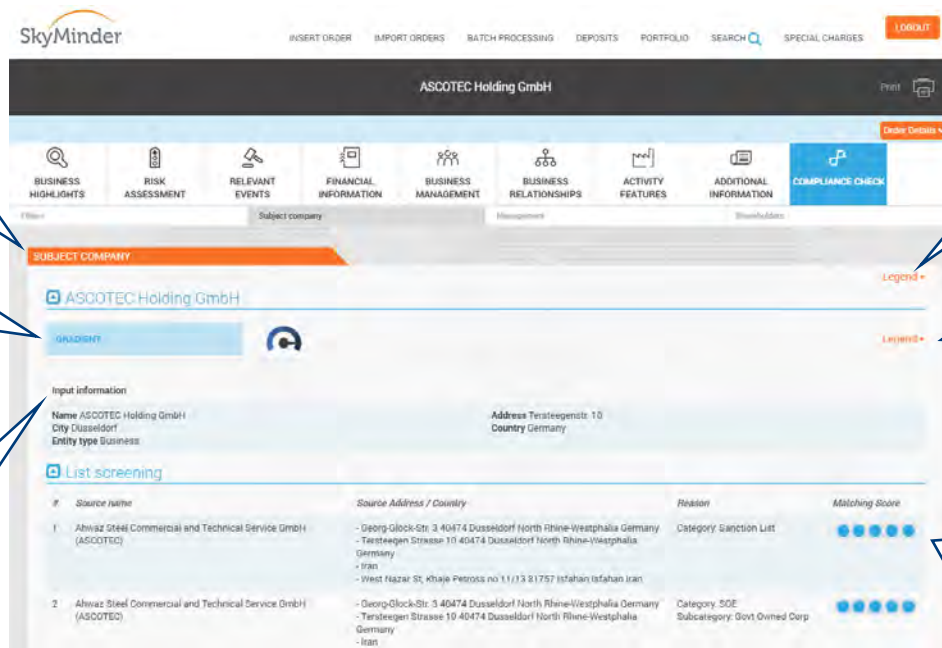 SkyMinder
INSERT ORDER IMPORT ORDERS BATCH PROCESSING DEPOSITS PORTFOLIO SEARCH SPECIAL CHARGES LOGOUT
ASCOTEC Holding GmbH
Print
Order Details
BUSINESS HIGHLIGHTS
RISK ASSESSMENT
RELEVANT EVENTS
FINANCIAL INFORMATION
BUSINESS MANAGEMENT
BUSINESS RELATIONSHIPS
ACTIVITY FEATURES
ADDITIONAL INFORMATION
COMPLIANCE CHECK
Filters Subject company Management Shareholders
SUBJECT COMPANY
Legend
ASCOTEC Holding GmbH
GRADIENT
Legend
Input information
Name ASCOTEC Holding GmbH Address Tersteegenstr. 10
City Dusseldorf Country Germany
Entity type Business
List screening
# Source name Source Address / Country Reason Matching Score
1 Ahwaz Steel Commercial and Technical Service GmbH - Georg-Glock-Str. 3 40474 Dusseldorf North Rhine-Westphalia Germany Category: Sanction List
(ASCOTEC) - Tersteegen Strasse 10 40474 Dusseldorf North Rhine-Westphalia
Germany
- Iran
- West Nazar St, Khaje Petross no 11/13 81757 Isfahan Isfahan Iran
2 Ahwaz Steel Commercial and Technical Service GmbH - Georg-Glock-Str. 3 40474 Dusseldorf North Rhine-Westphalia Germany Category: SOE
(ASCOTEC) - Tersteegen Strasse 10 40474 Dusseldorf North Rhine-Westphalia Subcategory: Govt Owned Corp
Germany
- Iran